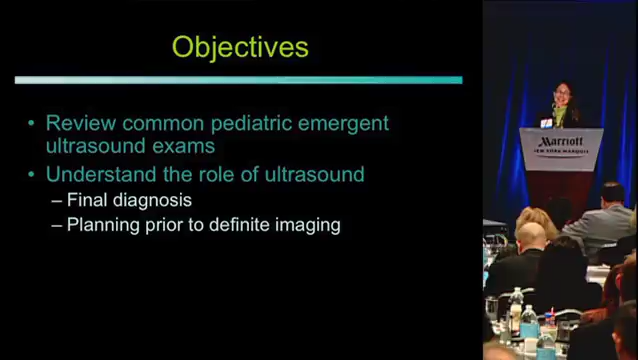 Objectives
• Review common pediatric emergent
ultrasound exams
• Understand the role of ultrasound
– Final diagnosis
– Planning prior to definite imaging
Marriott
NEW YORK MARQUIS